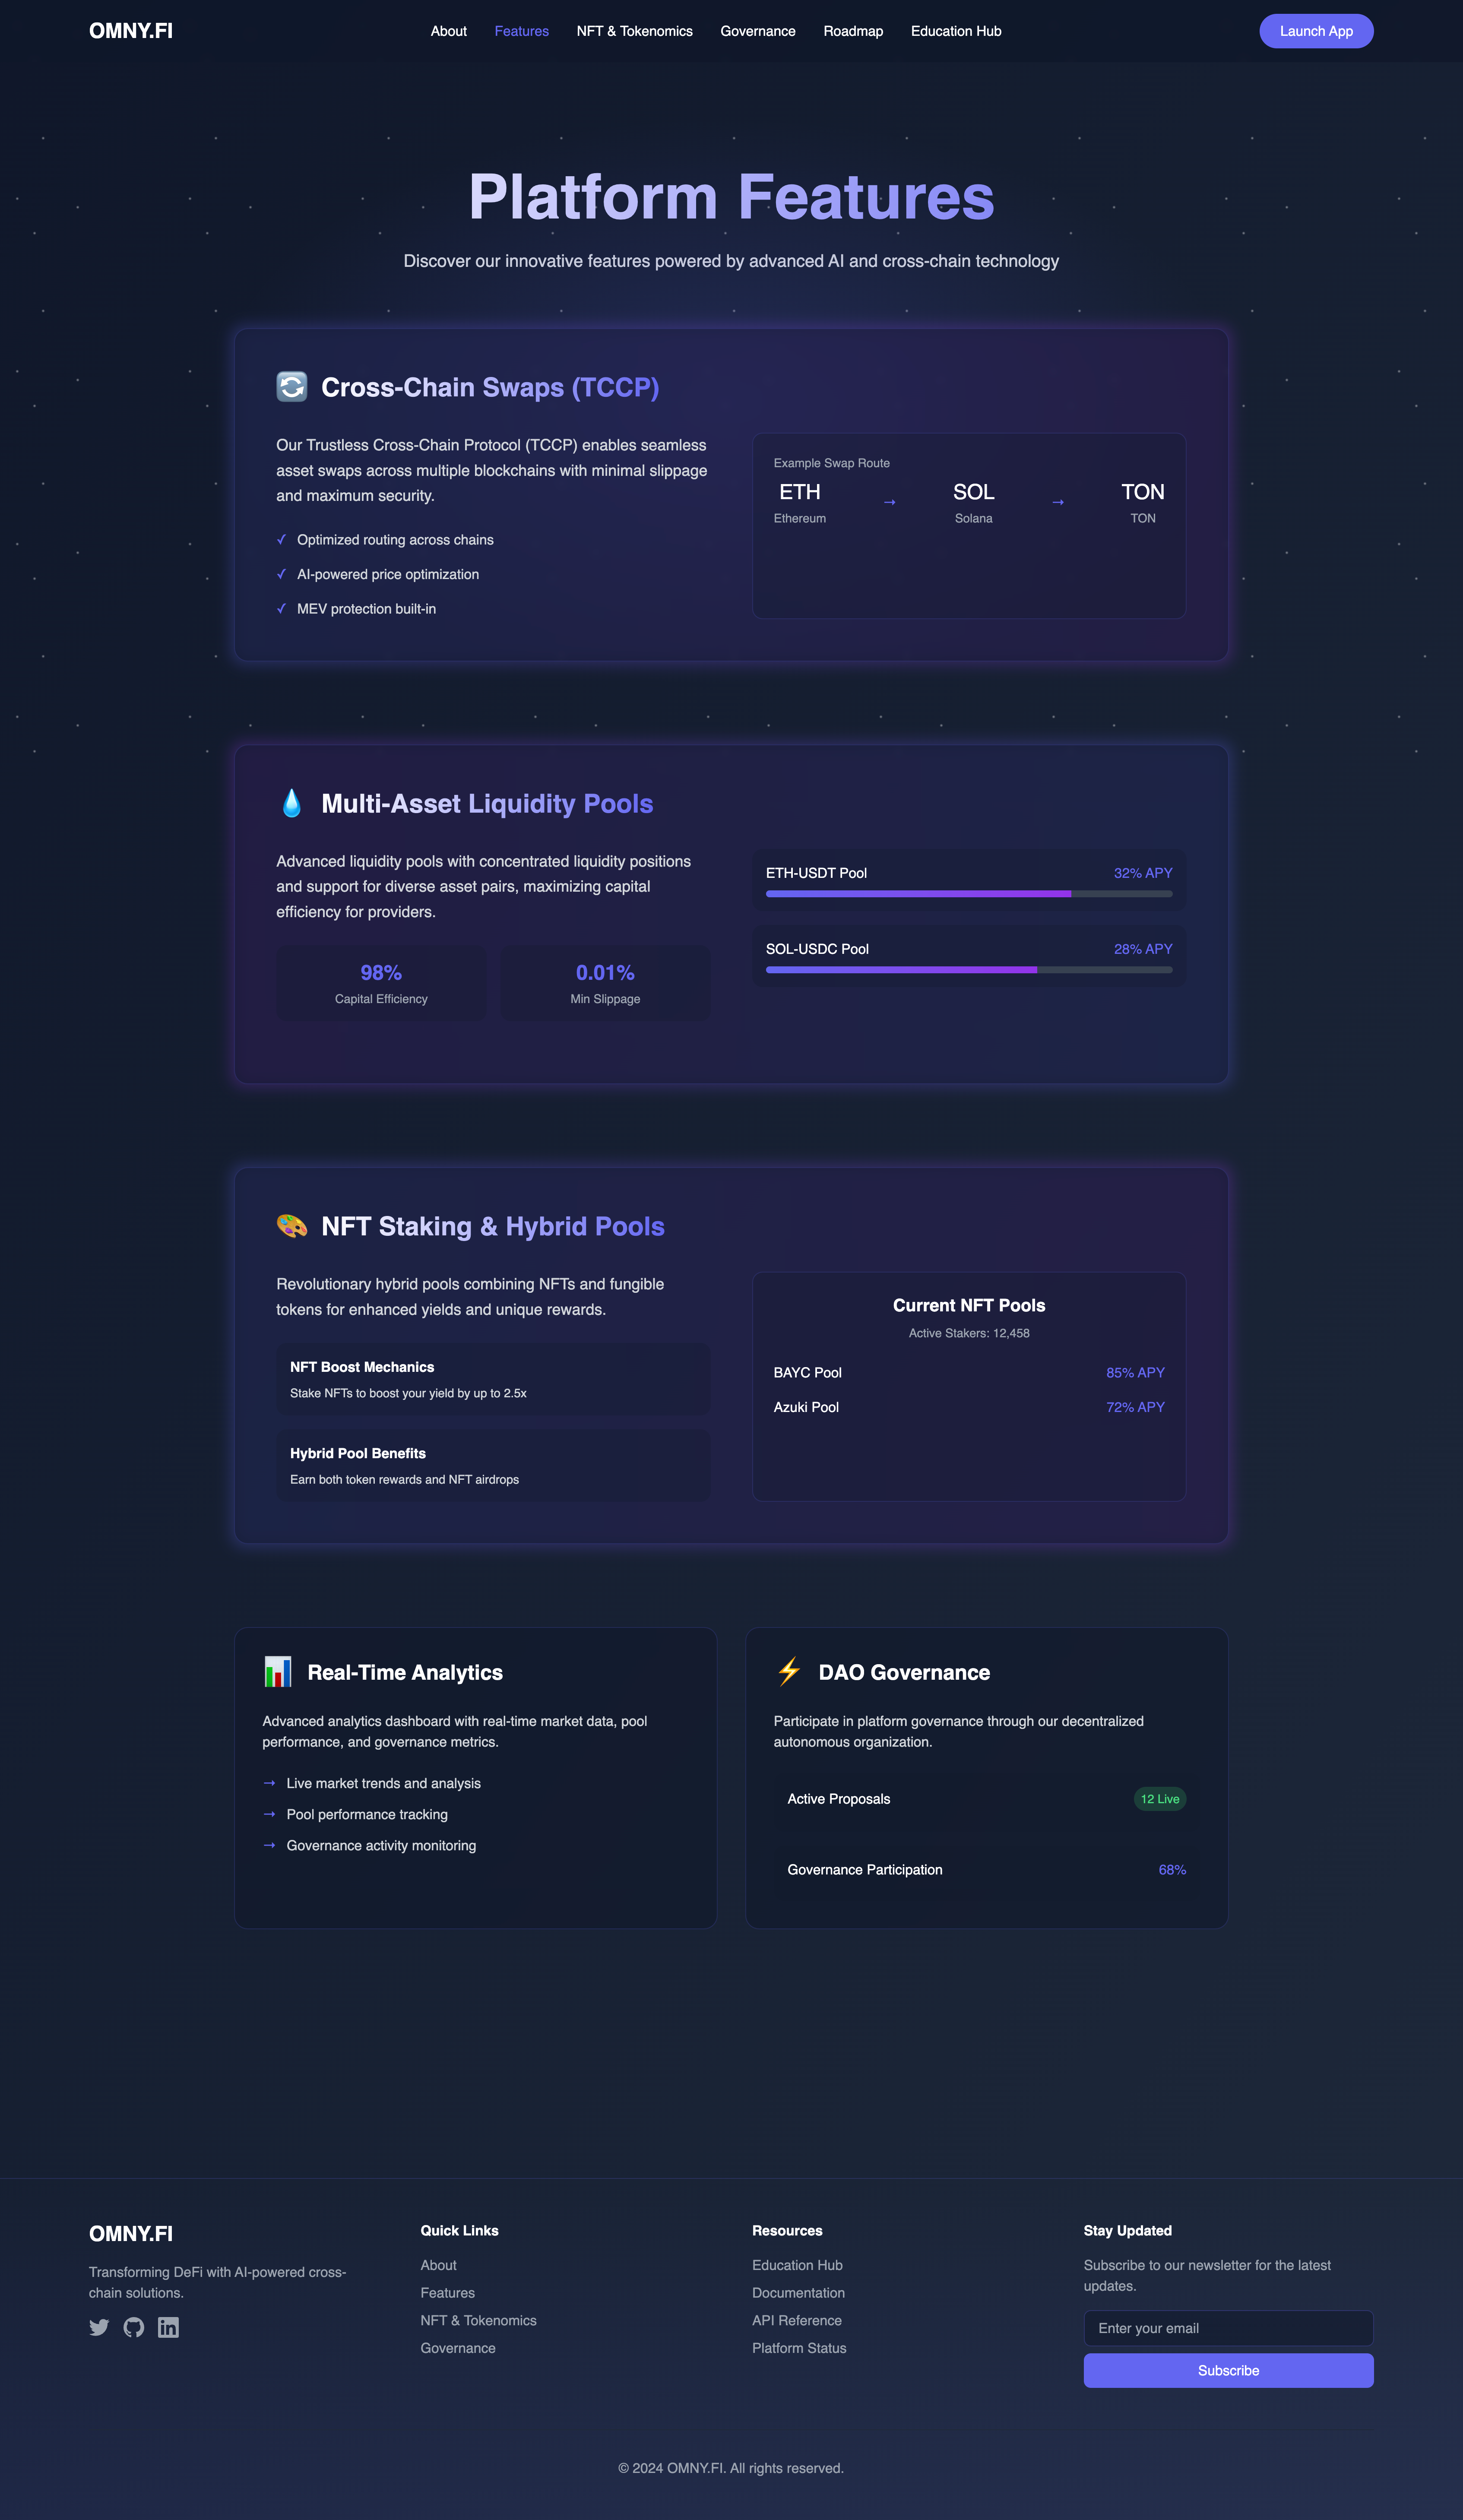 OMNY.FI
About
Features
NFT & Tokenomics
Governance
Roadmap
Education Hub
Launch App
Platform Features
Discover our innovative features powered by advanced AI and cross-chain technology
Cross-Chain Swaps (TCCP)
Our Trustless Cross-Chain Protocol (TCCP) enables seamless
asset swaps across multiple blockchains with minimal slippage
and maximum security.
✓ Optimized routing across chains
✓ AI-powered price optimization
✓ MEV protection built-in
Example Swap Route
ETH → SOL → TON
Ethereum Solana TON
Multi-Asset Liquidity Pools
Advanced liquidity pools with concentrated liquidity positions
and support for diverse asset pairs, maximizing capital
efficiency for providers.
98%
Capital Efficiency
0.01%
Min Slippage
ETH-USDT Pool 32% APY
SOL-USDC Pool 28% APY
NFT Staking & Hybrid Pools
Revolutionary hybrid pools combining NFTs and fungible
tokens for enhanced yields and unique rewards.
NFT Boost Mechanics
Stake NFTs to boost your yield by up to 2.5x
Hybrid Pool Benefits
Earn both token rewards and NFT airdrops
Current NFT Pools
Active Stakers: 12,458
BAYC Pool 85% APY
Azuki Pool 72% APY
Real-Time Analytics
Advanced analytics dashboard with real-time market data, pool
performance, and governance metrics.
→ Live market trends and analysis
→ Pool performance tracking
→ Governance activity monitoring
DAO Governance
Participate in platform governance through our decentralized
autonomous organization.
Active Proposals 12 Live
Governance Participation 68%
OMNY.FI
Transforming DeFi with AI-powered cross-
chain solutions.
Quick Links
About
Features
NFT & Tokenomics
Governance
Resources
Education Hub
Documentation
API Reference
Platform Status
Stay Updated
Subscribe to our newsletter for the latest
updates.
Enter your email
Subscribe
© 2024 OMNY.FI. All rights reserved.